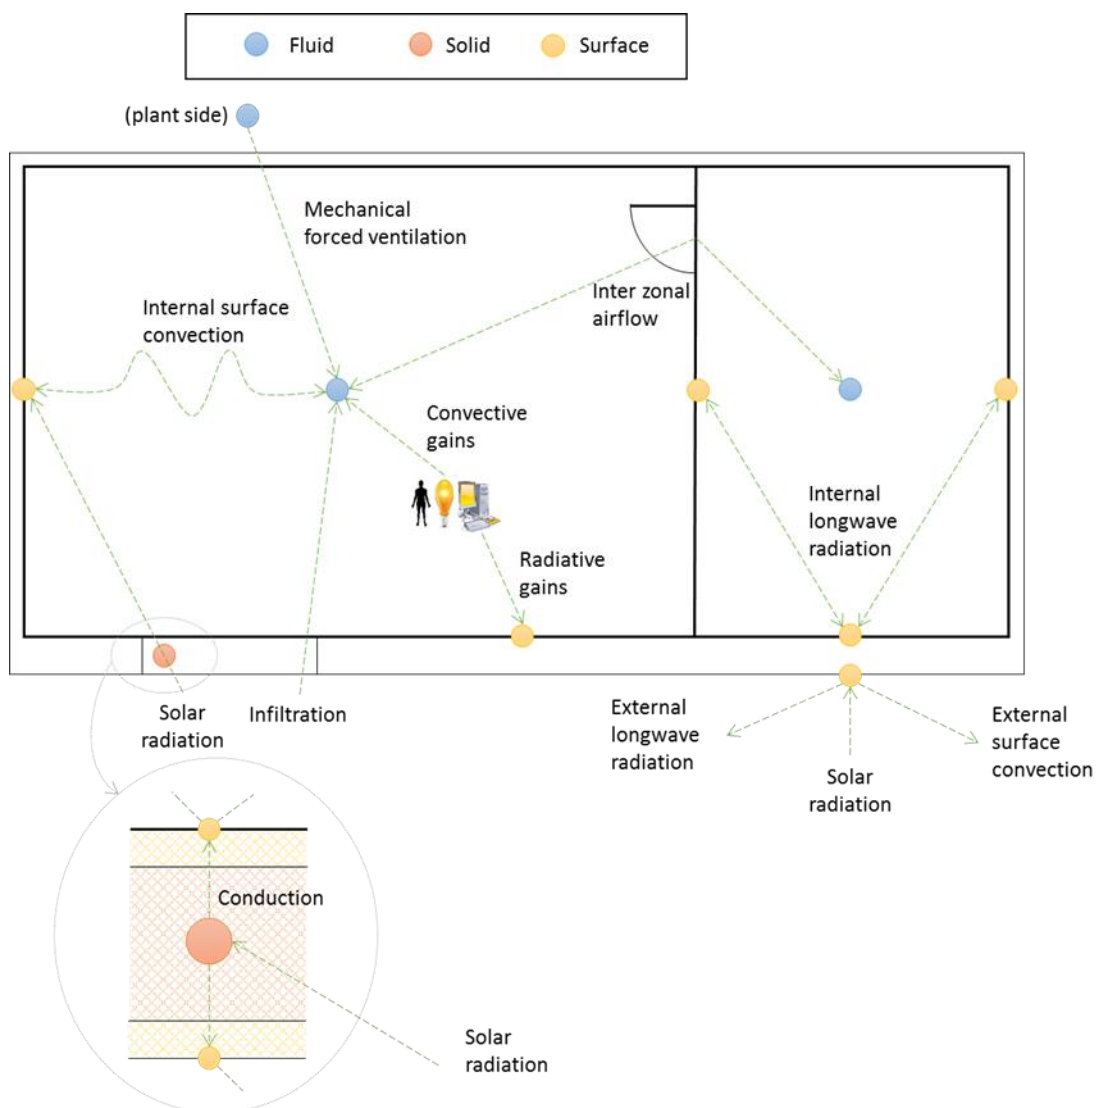 Fluid
Solid
Surface
(plant side)
Mechanical
forced ventilation
Inter zonal
airflow
Internal surface
convection
Convective
gains
Internal
longwave
radiation
Radiative
gains
Solar
radiation
Infiltration
External
longwave
radiation
Solar
radiation
External
surface
convection
Conduction
Solar
radiation